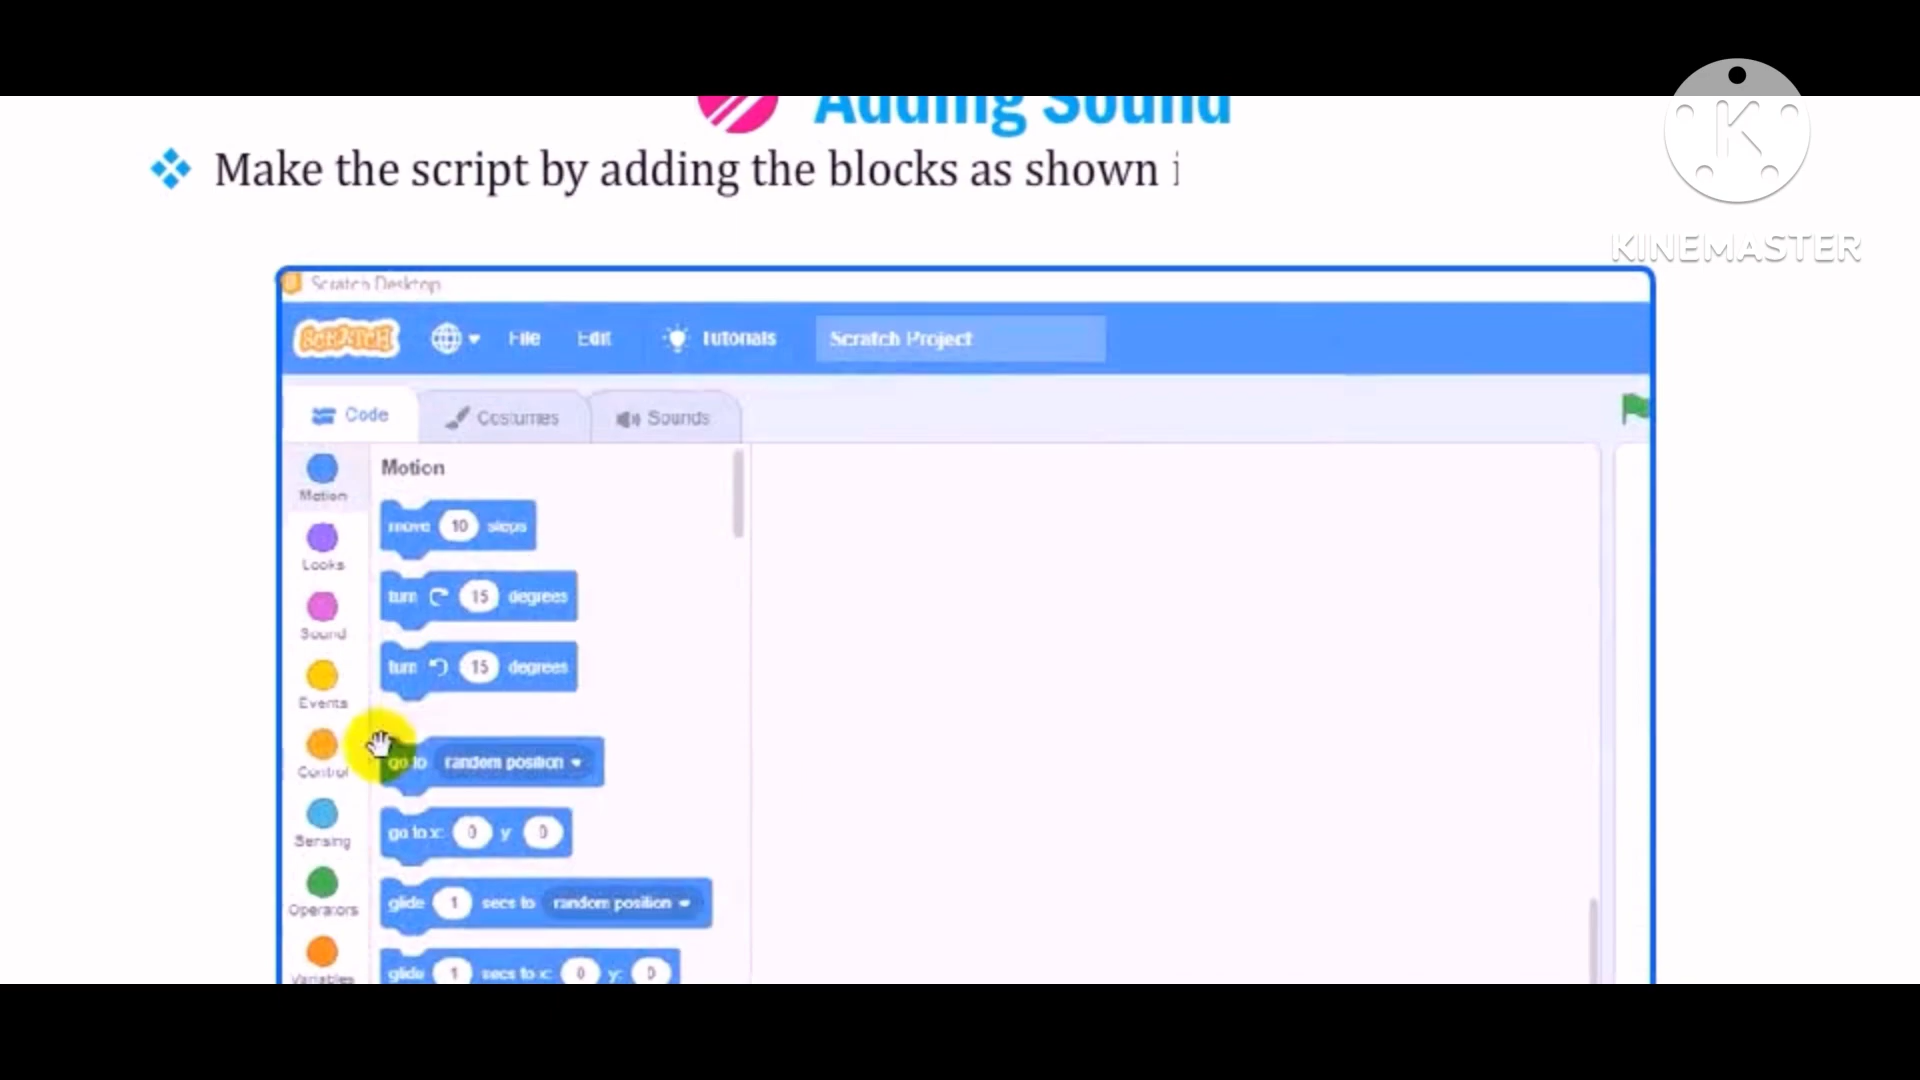 Adding Sound
Make the script by adding the blocks as shown i
K
KINEMASTER
Scratch Desktop
SCRATCH File Edit Tutorials Scratch Project
Code Costumes Sounds
Motion
Looks
Sound
Events
Control
Sensing
Operators
Variables
Motion
move 10 steps
turn 15 degrees
turn 15 degrees
go to random position
go to x: 0 y: 0
glide 1 secs to random position
glide 1 secs to x: 0 y: 0